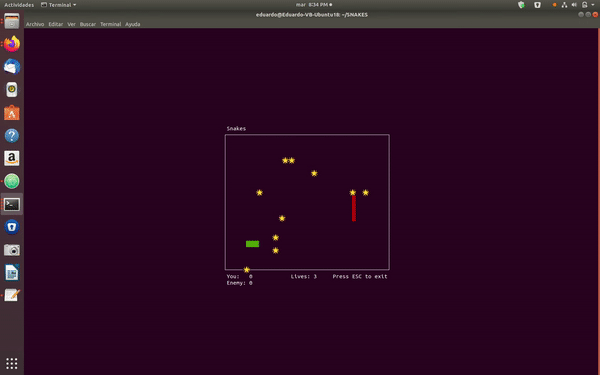 Actividades Terminal mar 8:34 PM
eduardo@Eduardo-VB-Ubuntu18: ~/SNAKES
Archivo Editar Ver Buscar Terminal Ayuda
Snakes
You: 0 Lives: 3 Press ESC to exit
Enemy: 0